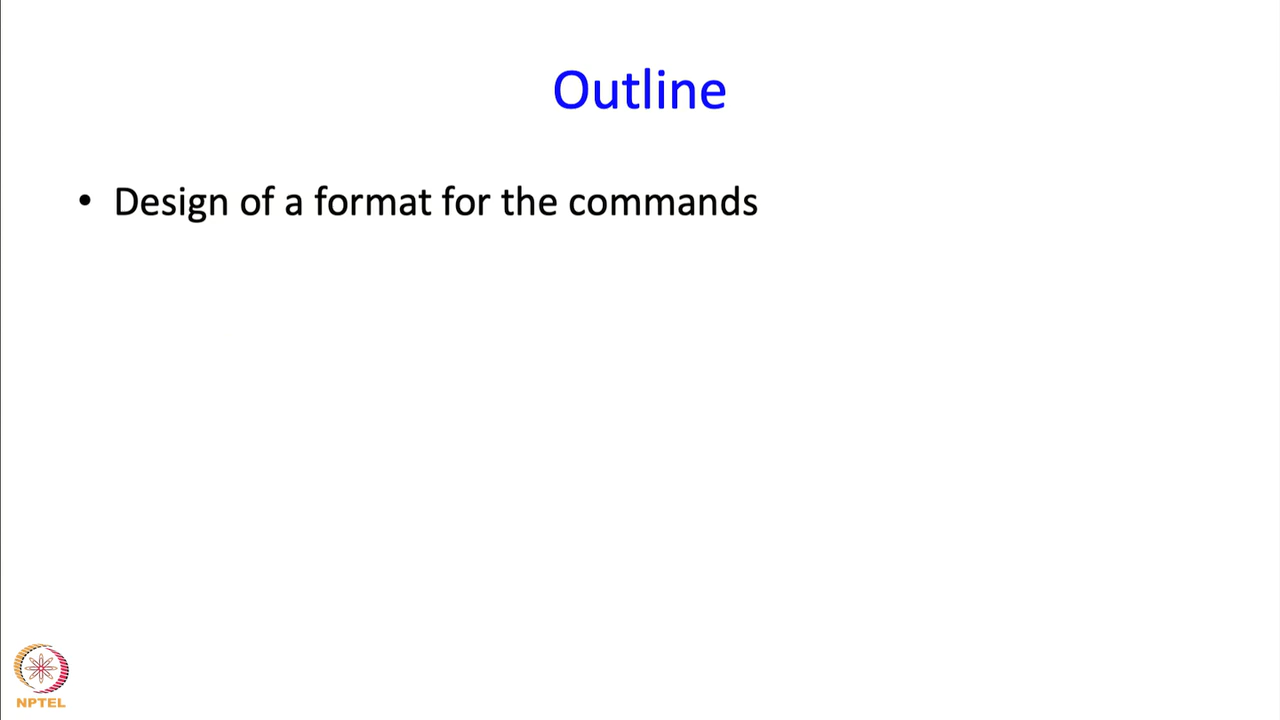 Outline
• Design of a format for the commands
NPTEL